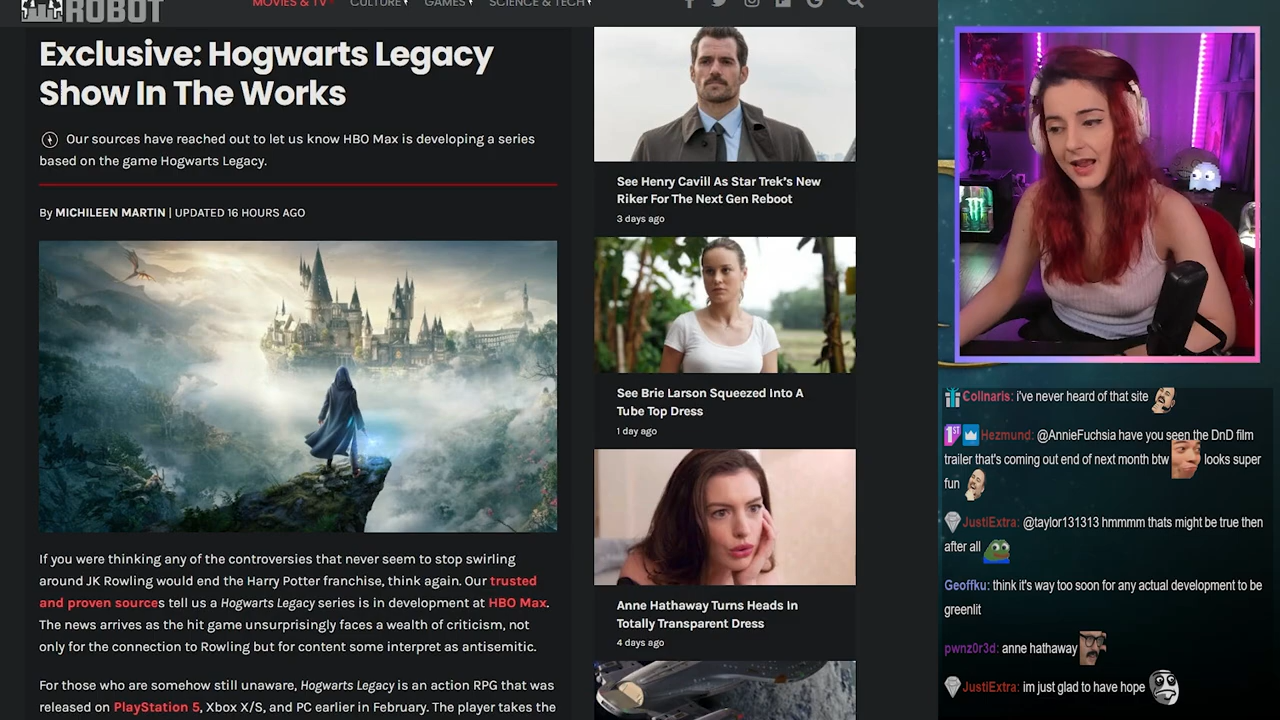 ROBOT
MOVIES & TV
CULTURE
GAMES
SCIENCE & TECH
Exclusive: Hogwarts Legacy
Show In The Works
Our sources have reached out to let us know HBO Max is developing a series
based on the game Hogwarts Legacy.
By MICHILEEN MARTIN | UPDATED 16 HOURS AGO
If you were thinking any of the controversies that never seem to stop swirling
around JK Rowling would end the Harry Potter franchise, think again. Our trusted
and proven sources tell us a Hogwarts Legacy series is in development at HBO Max.
The news arrives as the hit game unsurprisingly faces a wealth of criticism, not
only for the connection to Rowling but for content some interpret as antisemitic.
For those who are somehow still unaware, Hogwarts Legacy is an action RPG that was
released on PlayStation 5, Xbox X/S, and PC earlier in February. The player takes the
See Henry Cavill As Star Trek's New
Riker For The Next Gen Reboot
3 days ago
See Brie Larson Squeezed Into A
Tube Top Dress
1 day ago
Anne Hathaway Turns Heads In
Totally Transparent Dress
4 days ago
Collnaris: i've never heard of that site
1ST Hezmund: @AnnieFuchsia have you seen the DnD film
trailer that's coming out end of next month btw looks super
fun
JustiExtra: @taylor131313 hmmmm thats might be true then
after all
Geoffku: think it's way too soon for any actual development to be
greenlit
pwnz0r3d: anne hathaway
JustiExtra: im just glad to have hope